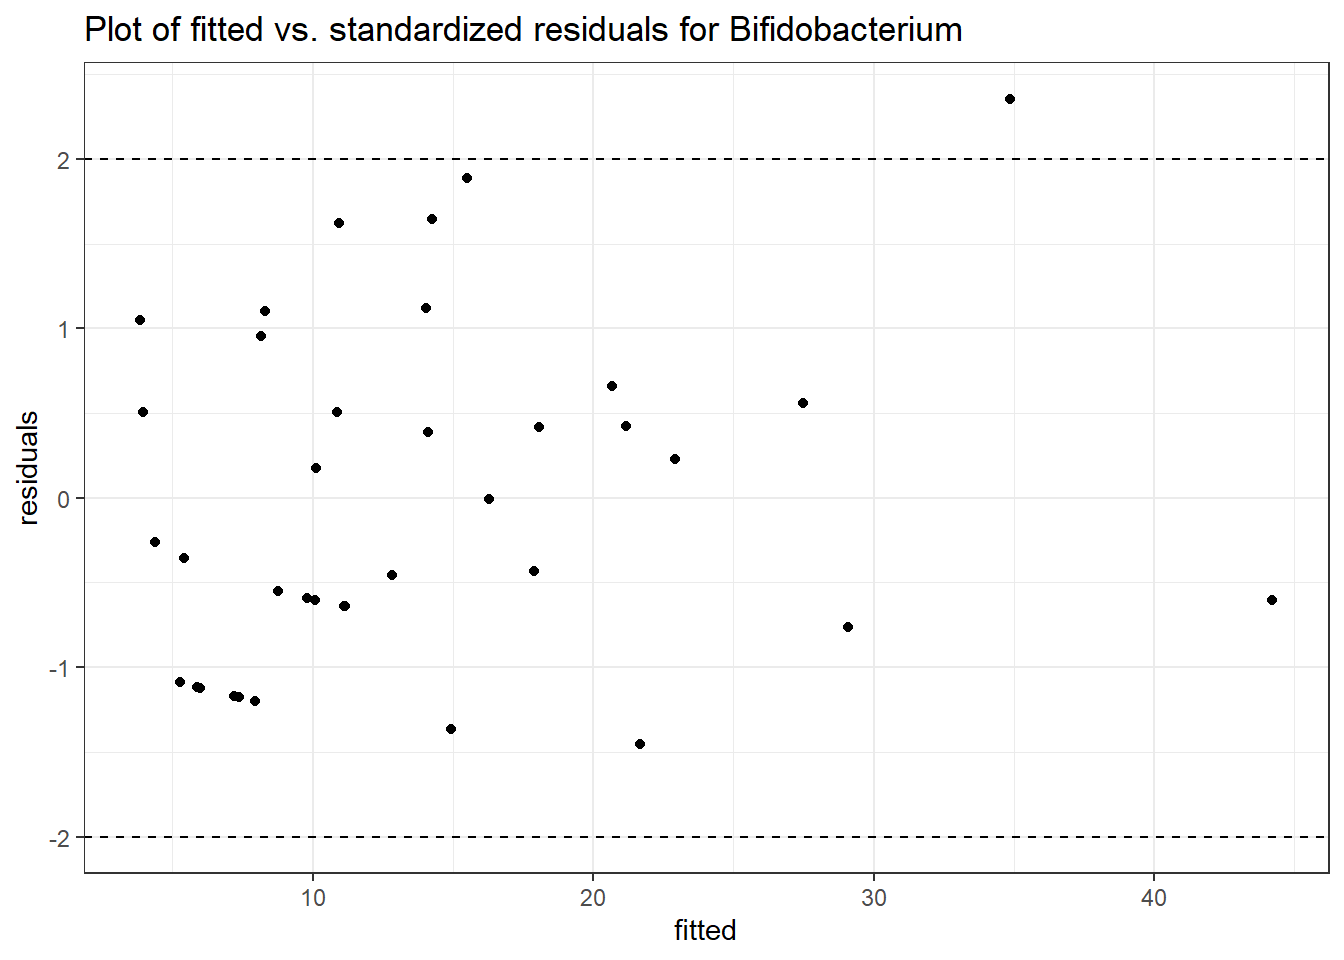 Plot of fitted vs. standardized residuals for Bifidobacterium
2
1
0
-1
-2
residuals
10 20 30 40
fitted